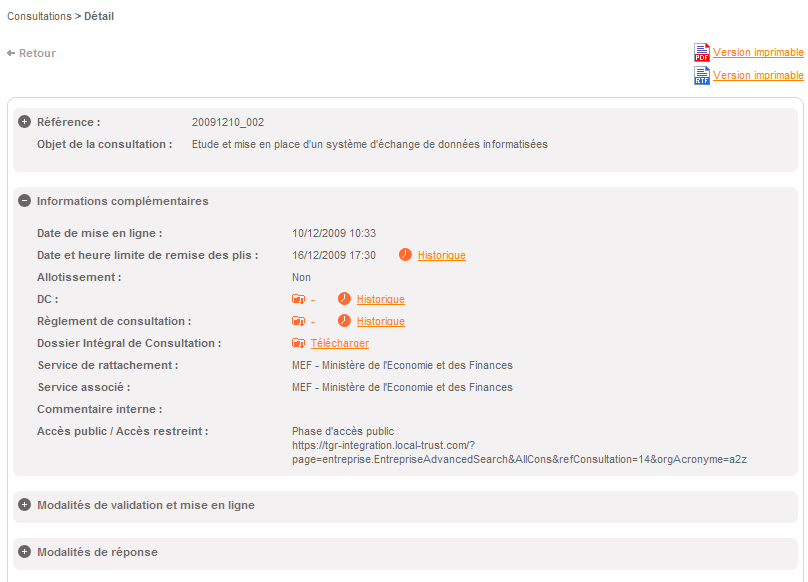 Consultations > Détail
Retour
PDF Version imprimable
RTF Version imprimable
Référence : 20091210_002
Objet de la consultation : Etude et mise en place d'un système d'échange de données informatisées
Informations complémentaires
Date de mise en ligne : 10/12/2009 10:33
Date et heure limite de remise des plis : 16/12/2009 17:30 Historique
Allotissement : Non
DC : - Historique
Règlement de consultation : - Historique
Dossier Intégral de Consultation : Télécharger
Service de rattachement : MEF - Ministère de l'Economie et des Finances
Service associé : MEF - Ministère de l'Economie et des Finances
Commentaire interne :
Accès public / Accès restreint : Phase d'accès public
https://tgr-integration.local-trust.com/?
page=entreprise.EntrepriseAdvancedSearch&AllCons&refConsultation=14&orgAcronyme=a2z
Modalités de validation et mise en ligne
Modalités de réponse